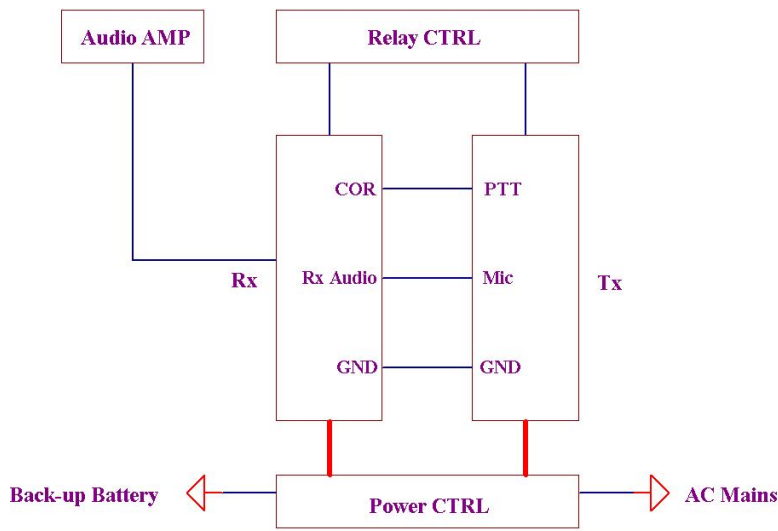 Audio AMP
Relay CTRL
COR
PTT
Rx
Rx Audio
Mic
Tx
GND
GND
Back-up Battery
Power CTRL
AC Mains